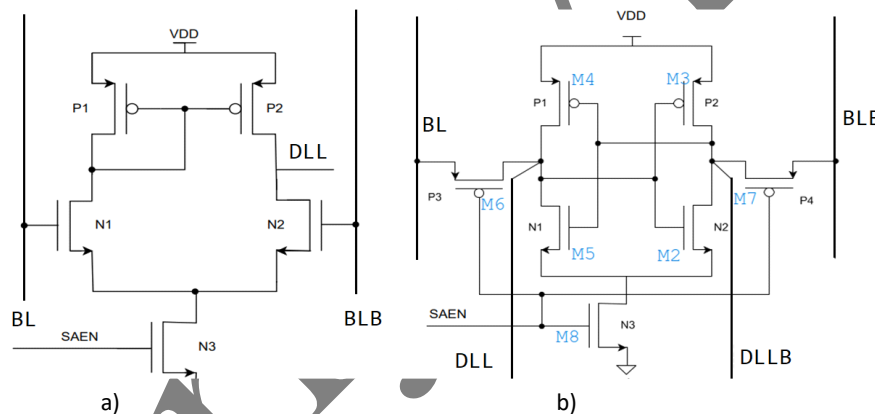 VDD
P1
P2
DLL
N1
N2
BL
BLB
SAEN
N3
a)
VDD
M4
M3
P1
P2
BL
BLB
P3
M6
M7
P4
N1
N2
M5
M2
SAEN
M8
N3
DLL
DLLB
b)